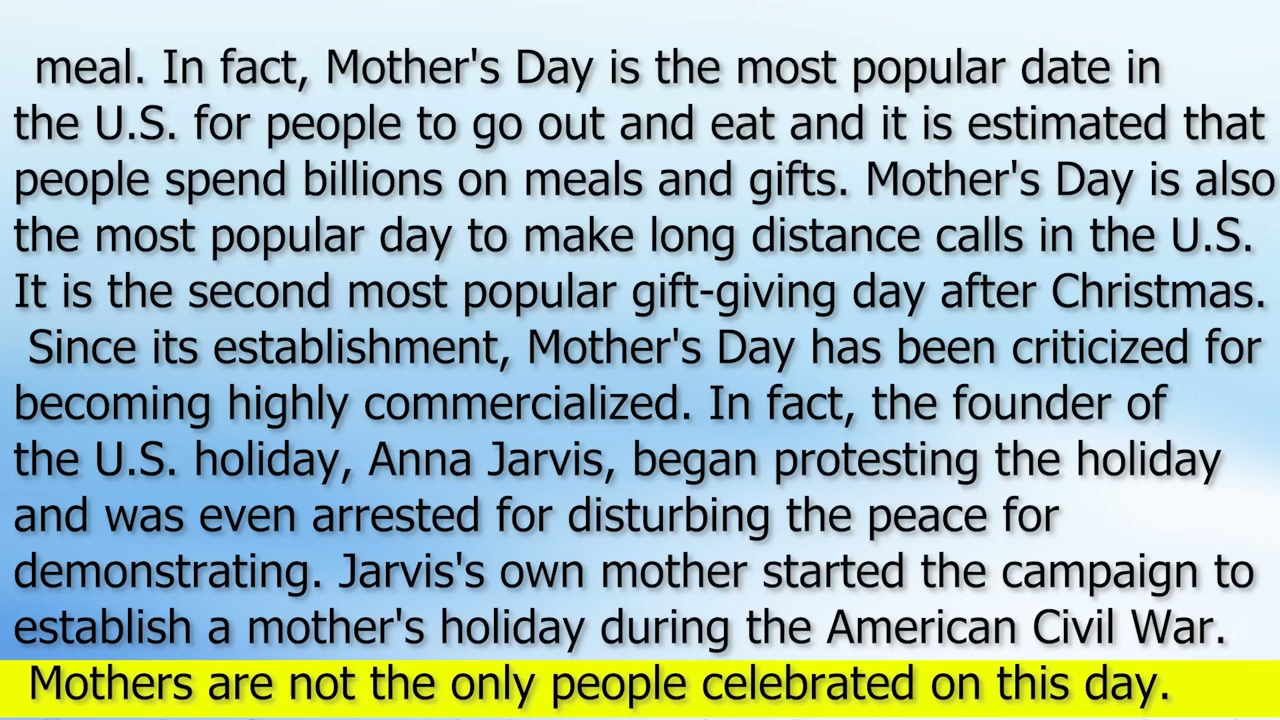 meal. In fact, Mother's Day is the most popular date in
the U.S. for people to go out and eat and it is estimated that
people spend billions on meals and gifts. Mother's Day is also
the most popular day to make long distance calls in the U.S.
It is the second most popular gift-giving day after Christmas.
Since its establishment, Mother's Day has been criticized for
becoming highly commercialized. In fact, the founder of
the U.S. holiday, Anna Jarvis, began protesting the holiday
and was even arrested for disturbing the peace for
demonstrating. Jarvis's own mother started the campaign to
establish a mother's holiday during the American Civil War.
Mothers are not the only people celebrated on this day.